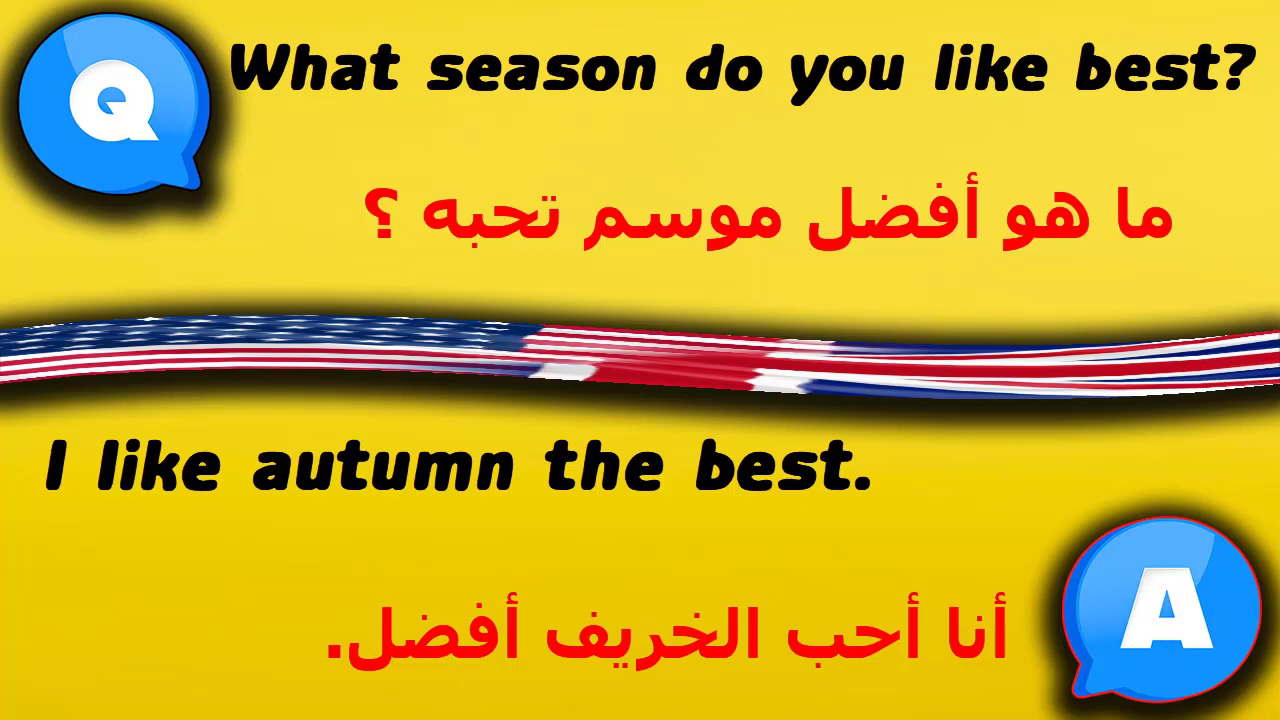 Q
What season do you like best?
ما هو أفضل موسم تحبه ؟
I like autumn the best.
A
أنا أحب الخريف أفضل.